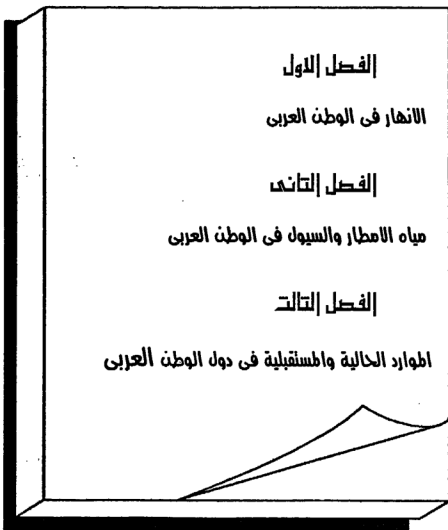 الفصل الاول
الانهار فى الوطن العربى
الفصل الثانى
مياه الامطار والسيول فى الوطن العربى
الفصل الثالث
الموارد الحالية والمستقبلية فى دول الوطن العربى